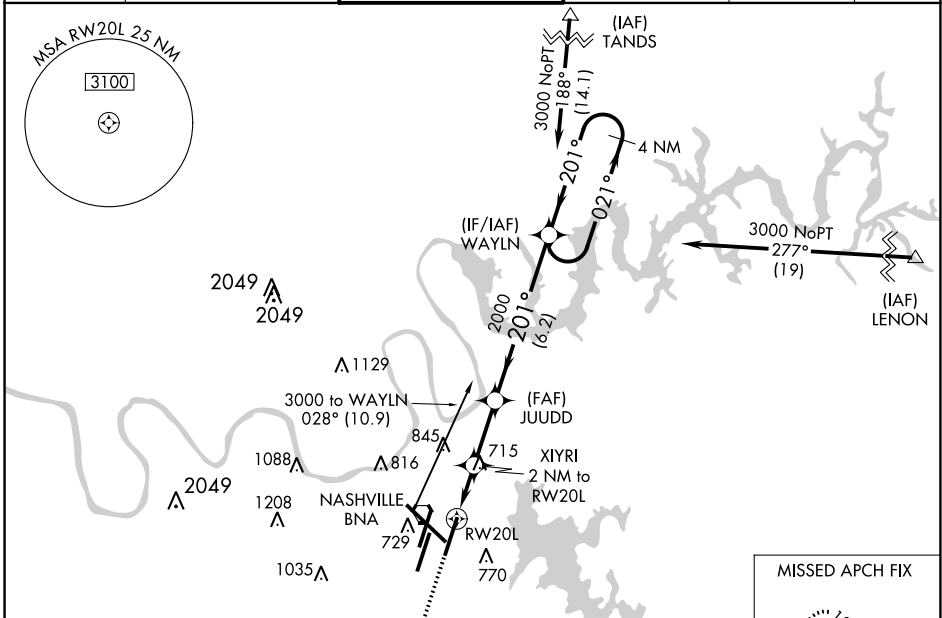 MSA RW20L 25 NM
3100
(IAF)
TANDS
3000 NoPT
188°
(14.1)
4 NM
201°
021°
(IF/IAF)
WAYLN
3000 NoPT
277°
(19)
(IAF)
LENON
2049
2049
2000
201°
(6.2)
1129
3000 to WAYLN
028° (10.9)
(FAF)
JUUDD
845
715
XIYRI
2 NM to
RW20L
1088
816
2049
1208
NASHVILLE
BNA
729
RW20L
770
1035
MISSED APCH FIX